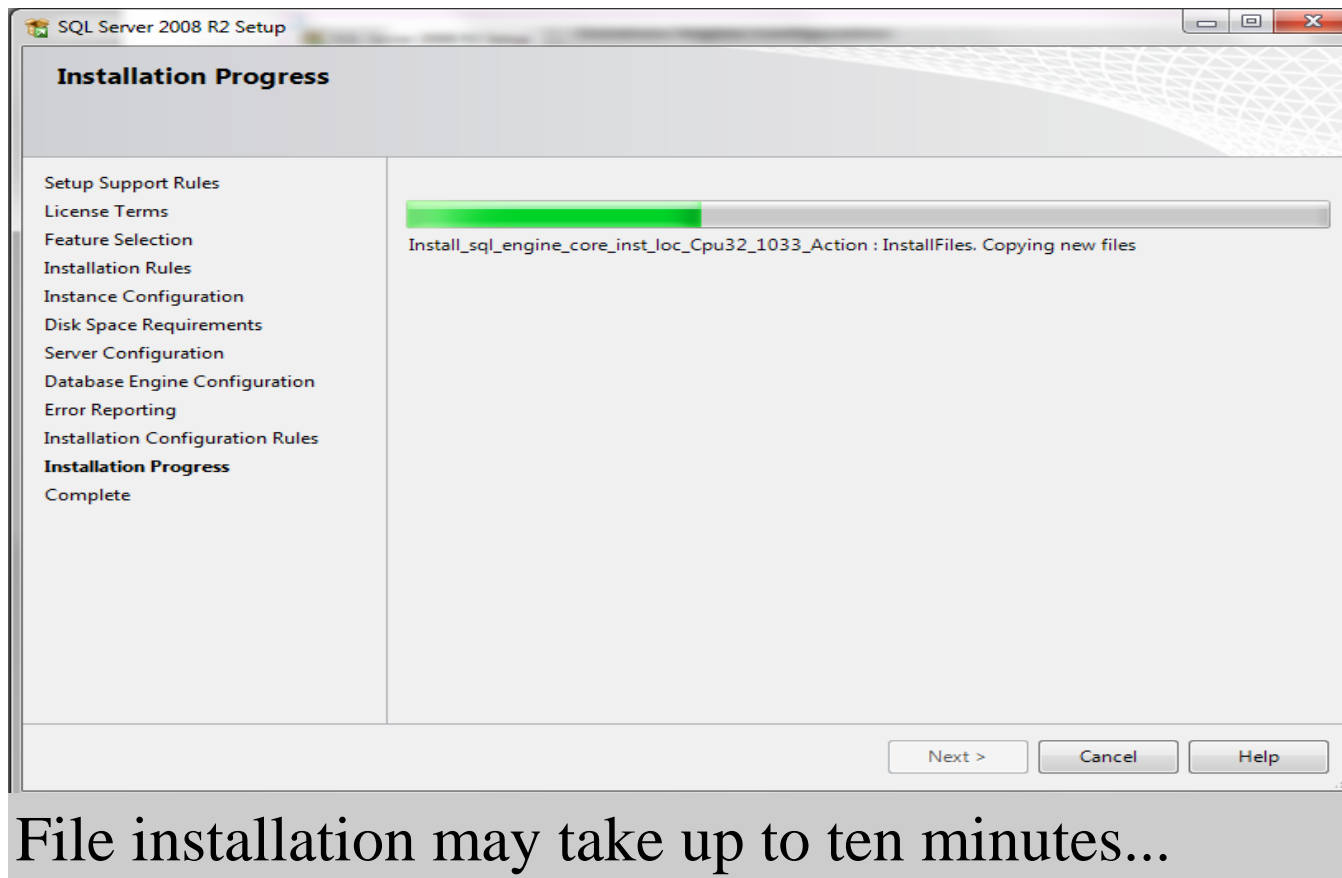 SQL Server 2008 R2 Setup
Installation Progress
Setup Support Rules
License Terms
Feature Selection
Installation Rules
Instance Configuration
Disk Space Requirements
Server Configuration
Database Engine Configuration
Error Reporting
Installation Configuration Rules
Installation Progress
Complete
Install_sql_engine_core_inst_loc_Cpu32_1033_Action : InstallFiles. Copying new files
Next >
Cancel
Help
File installation may take up to ten minutes...